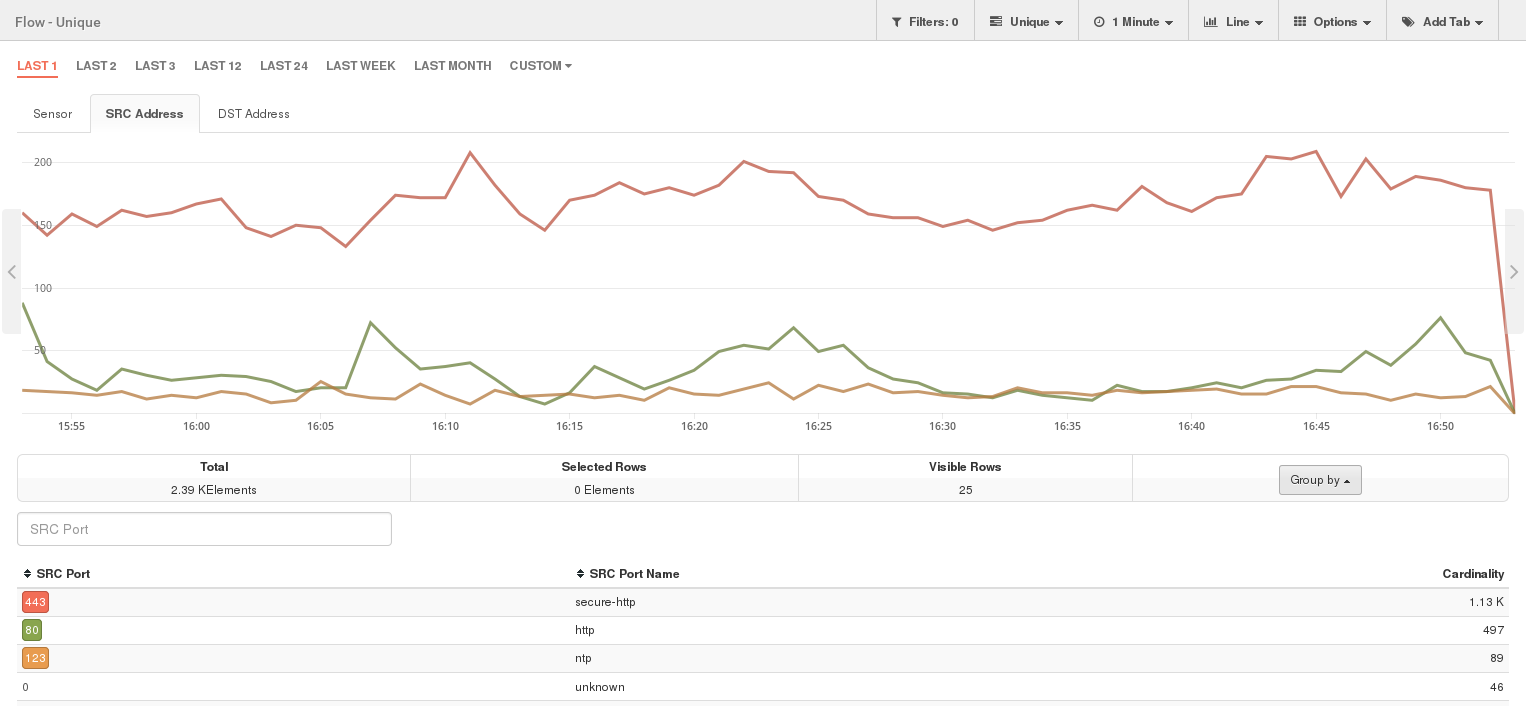 Flow - Unique Filters: 0 Unique 1 Minute Line Options Add Tab
LAST 1 LAST 2 LAST 3 LAST 12 LAST 24 LAST WEEK LAST MONTH CUSTOM
Sensor SRC Address DST Address
200
150
100
50
15:55 16:00 16:05 16:10 16:15 16:20 16:25 16:30 16:35 16:40 16:45 16:50
Total Selected Rows Visible Rows
2.39 KElements 0 Elements 25 Group by
SRC Port
SRC Port SRC Port Name Cardinality
443 secure-http 1.13 K
80 http 497
123 ntp 89
0 unknown 46